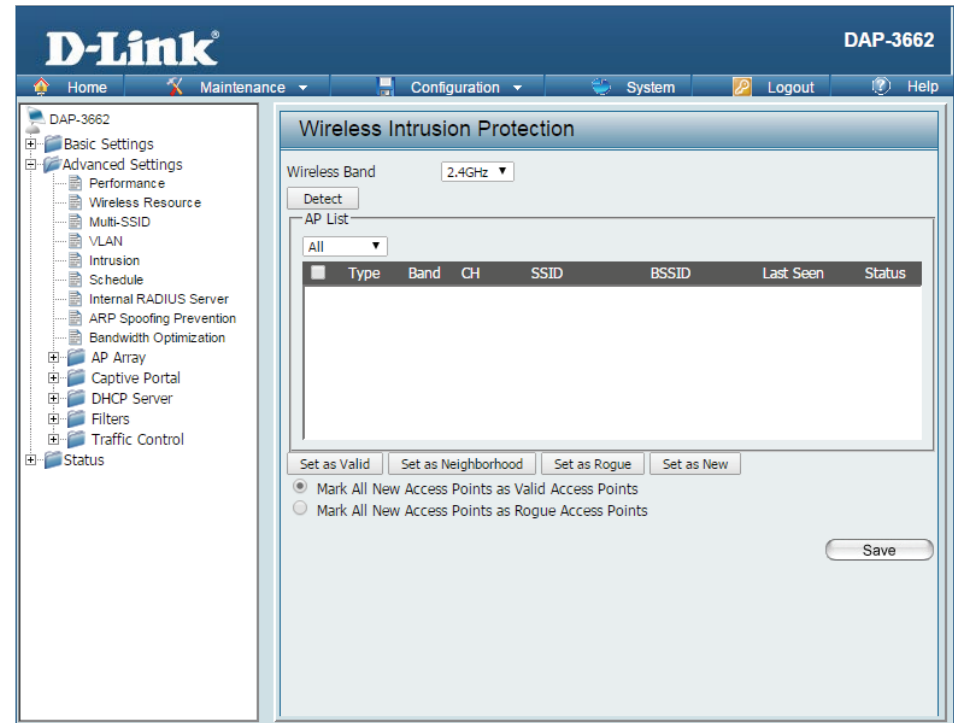 D-Link®
DAP-3662
Home Maintenance Configuration System Logout Help
DAP-3662
Basic Settings
Advanced Settings
Performance
Wireless Resource
Multi-SSID
VLAN
Intrusion
Schedule
Internal RADIUS Server
ARP Spoofing Prevention
Bandwidth Optimization
AP Array
Captive Portal
DHCP Server
Filters
Traffic Control
Status
Wireless Intrusion Protection
Wireless Band 2.4GHz
Detect
AP List
All
Type Band CH SSID BSSID Last Seen Status
Set as Valid Set as Neighborhood Set as Rogue Set as New
Mark All New Access Points as Valid Access Points
Mark All New Access Points as Rogue Access Points
Save